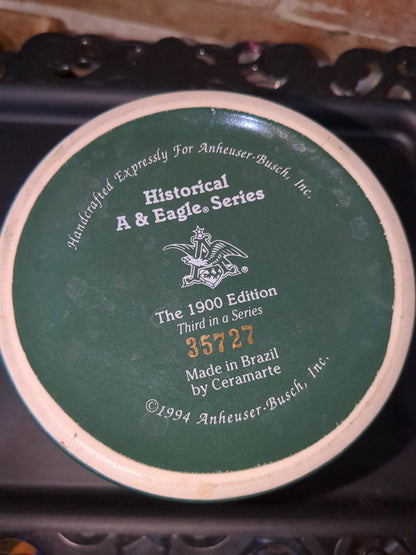 Handcrafted Expressly For Anheuser-Busch, Inc.
Historical
A & Eagle® Series
®
The 1900 Edition
Third in a Series
35727
Made in Brazil
by Ceramarte
©1994 Anheuser-Busch, Inc.